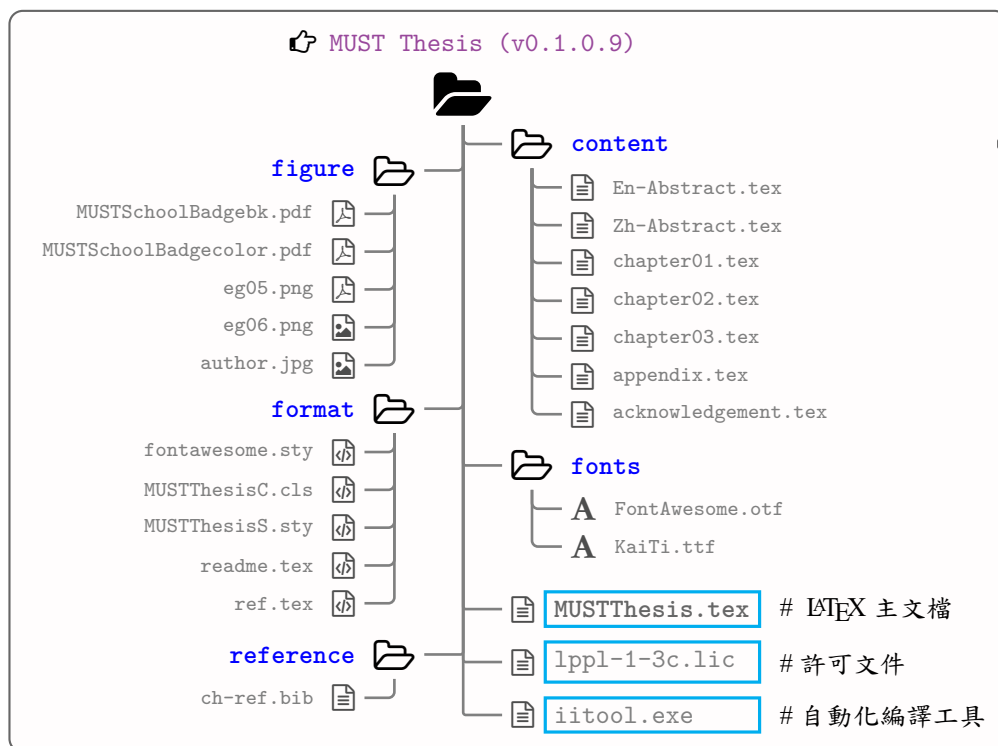 MUST Thesis (v0.1.0.9)
figure
MUSTSchoolBadgebk.pdf
MUSTSchoolBadgecolor.pdf
eg05.png
eg06.png
author.jpg
format
fontawesome.sty
MUSTThesisC.cls
MUSTThesisS.sty
readme.tex
ref.tex
reference
ch-ref.bib
content
En-Abstract.tex
Zh-Abstract.tex
chapter01.tex
chapter02.tex
chapter03.tex
appendix.tex
acknowledgement.tex
fonts
A FontAwesome.otf
A KaiTi.ttf
MUSTThesis.tex # LATEX 主文檔
lppl-1-3c.lic # 許可文件
iitool.exe # 自動化編譯工具